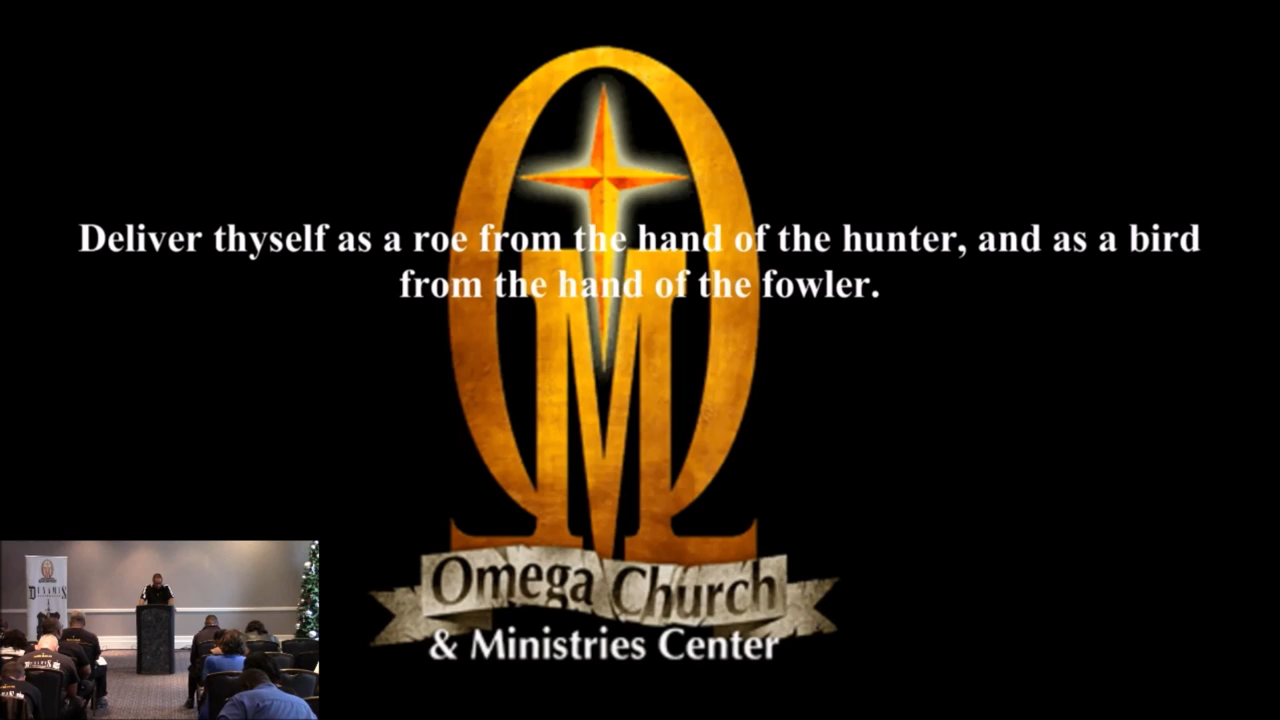 Deliver thyself as a roe from the hand of the hunter, and as a bird
from the hand of the fowler.
Omega Church
& Ministries Center